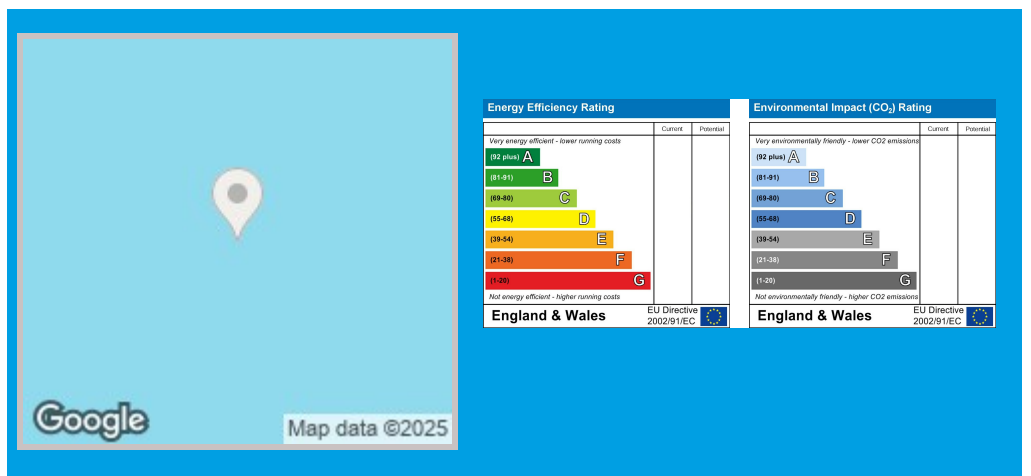 Google
Map data ©2025
Energy Efficiency Rating
Current Potential
Very energy efficient - lower running costs
(92 plus) A
(81-91) B
(69-80) C
(55-68) D
(39-54) E
(21-38) F
(1-20) G
Not energy efficient - higher running costs
England & Wales
EU Directive
2002/91/EC
Environmental Impact (CO₂) Rating
Current Potential
Very environmentally friendly - lower CO2 emissions
(92 plus) A
(81-91) B
(69-80) C
(55-68) D
(39-54) E
(21-38) F
(1-20) G
Not environmentally friendly - higher CO2 emissions
England & Wales
EU Directive
2002/91/EC